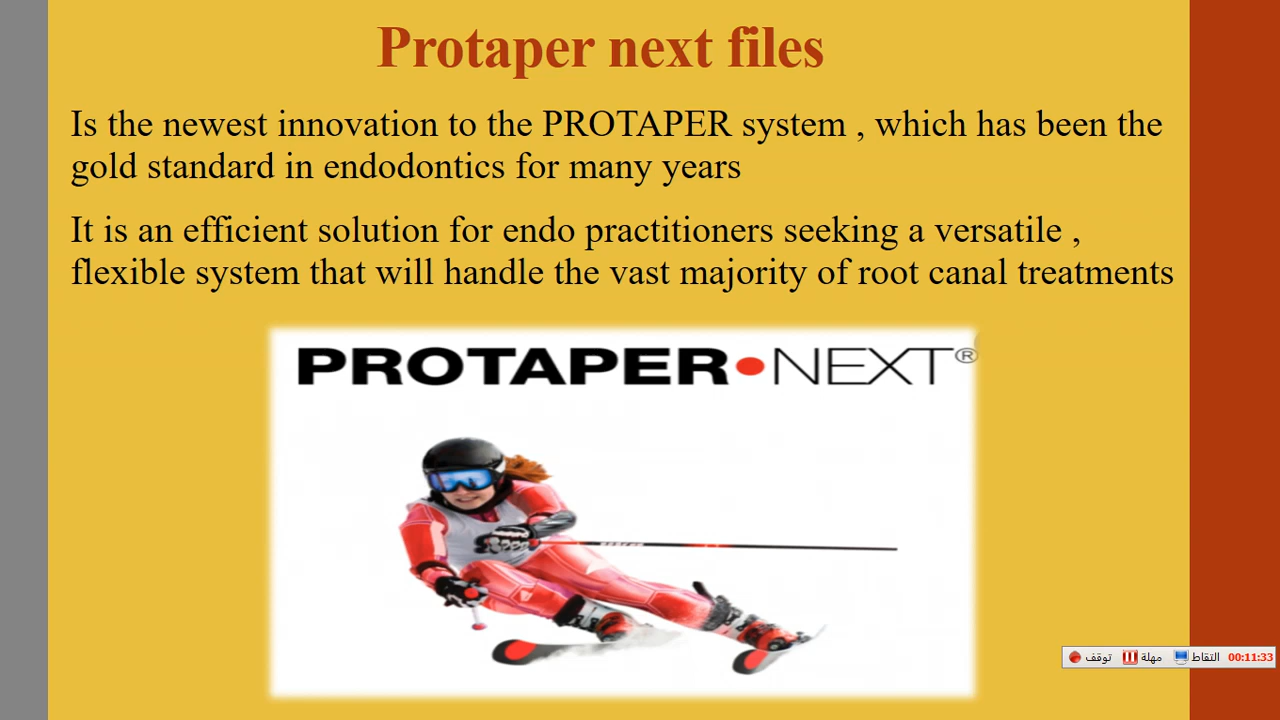 Protaper next files
Is the newest innovation to the PROTAPER system , which has been the
gold standard in endodontics for many years
It is an efficient solution for endo practitioners seeking a versatile ,
flexible system that will handle the vast majority of root canal treatments
PROTAPER•NEXT®
توقف مهلة التقاط 00:11:33